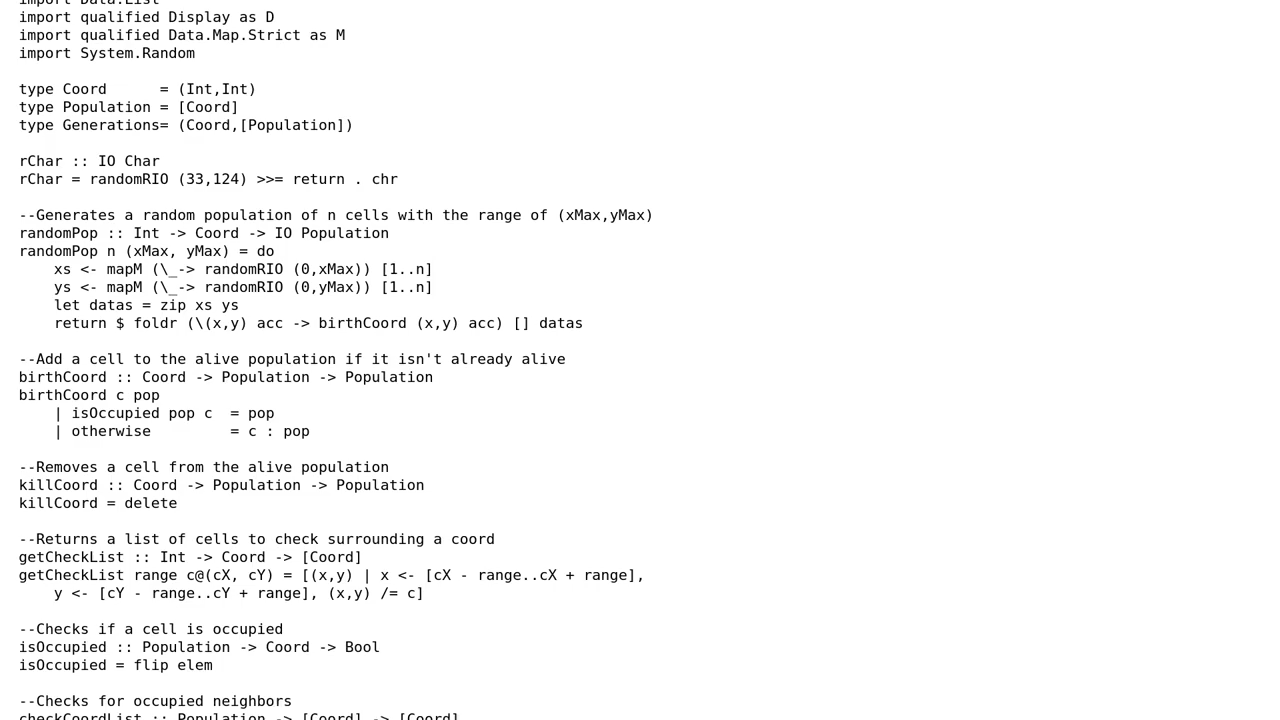 import Data.List
import qualified Display as D
import qualified Data.Map.Strict as M
import System.Random

type Coord      = (Int,Int)
type Population = [Coord]
type Generations= (Coord,[Population])

rChar :: IO Char
rChar = randomRIO (33,124) >>= return . chr

--Generates a random population of n cells with the range of (xMax,yMax)
randomPop :: Int -> Coord -> IO Population
randomPop n (xMax, yMax) = do
    xs <- mapM (\_-> randomRIO (0,xMax)) [1..n]
    ys <- mapM (\_-> randomRIO (0,yMax)) [1..n]
    let datas = zip xs ys
    return $ foldr (\(x,y) acc -> birthCoord (x,y) acc) [] datas

--Add a cell to the alive population if it isn't already alive
birthCoord :: Coord -> Population -> Population
birthCoord c pop
    | isOccupied pop c  = pop
    | otherwise         = c : pop

--Removes a cell from the alive population
killCoord :: Coord -> Population -> Population
killCoord = delete

--Returns a list of cells to check surrounding a coord
getCheckList :: Int -> Coord -> [Coord]
getCheckList range c@(cX, cY) = [(x,y) | x <- [cX - range..cX + range],
    y <- [cY - range..cY + range], (x,y) /= c]

--Checks if a cell is occupied
isOccupied :: Population -> Coord -> Bool
isOccupied = flip elem

--Checks for occupied neighbors
checkCoordList :: Population -> [Coord] -> [Coord]